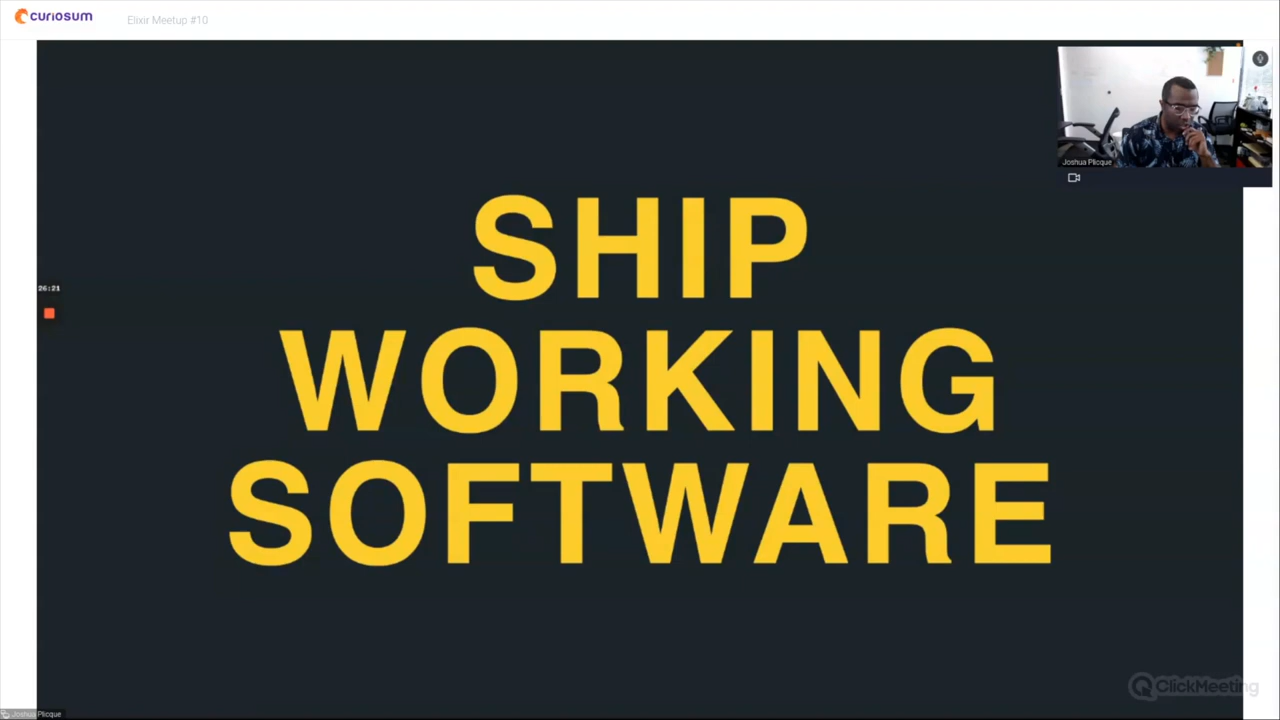 curiosum
Elixir Meetup #10
Joshua Plicque
26:21
SHIP
WORKING
SOFTWARE
ClickMeeting
Joshua Plicque